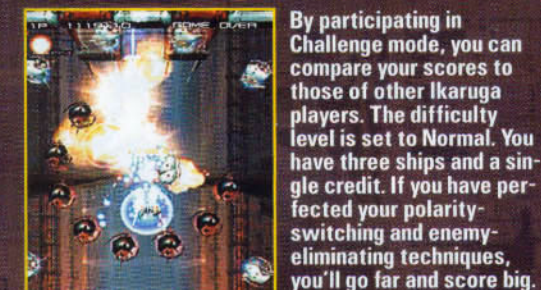 1P 1115930 GAME OVER
By participating in
Challenge mode, you can
compare your scores to
those of other Ikaruga
players. The difficulty
level is set to Normal. You
have three ships and a sin-
gle credit. If you have per-
fected your polarity-
switching and enemy-
eliminating techniques,
you'll go far and score big.